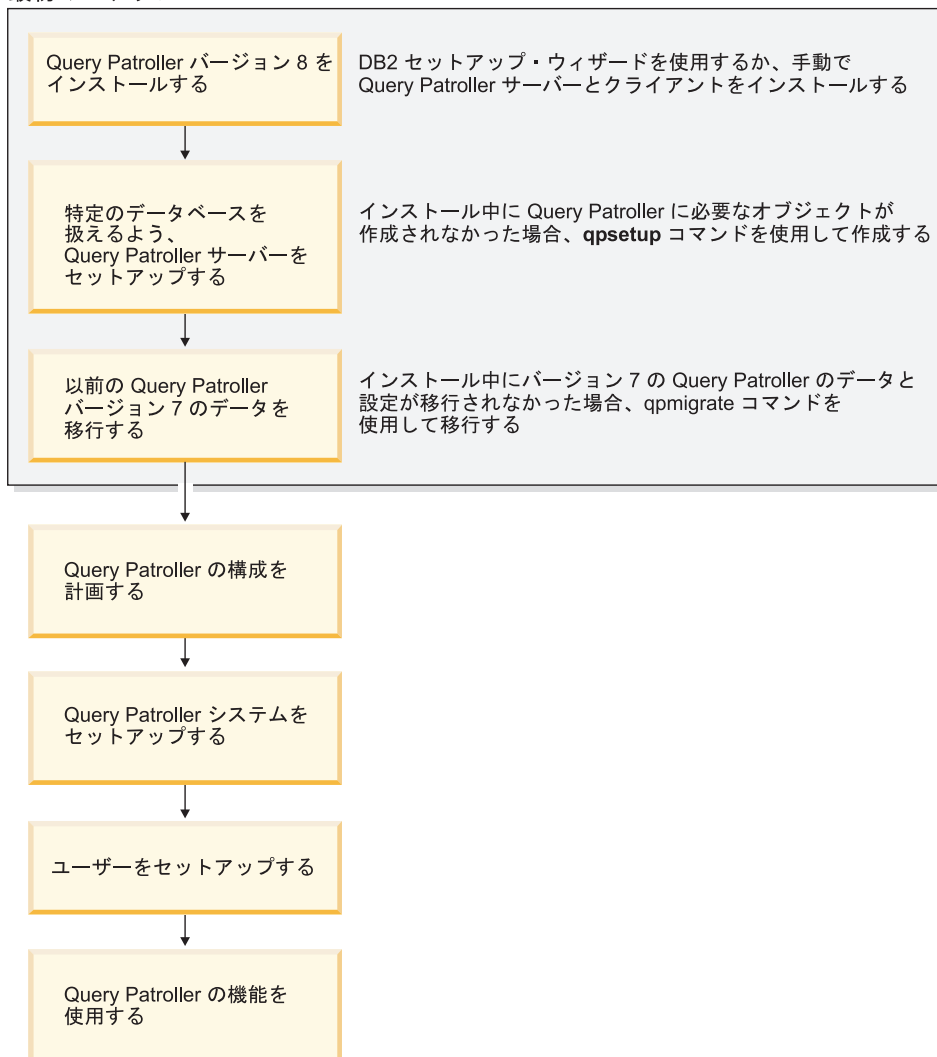 Query Patroller バージョン 8 を
インストールする
DB2 セットアップ・ウィザードを使用するか、手動で
Query Patroller サーバーとクライアントをインストールする
特定のデータベースを
扱えるよう、
Query Patroller サーバーを
セットアップする
インストール中に Query Patroller に必要なオブジェクトが
作成されなかった場合、qpsetup コマンドを使用して作成する
以前の Query Patroller
バージョン 7 のデータを
移行する
インストール中にバージョン 7 の Query Patroller のデータと
設定が移行されなかった場合、qpmigrate コマンドを
使用して移行する
Query Patroller の構成を
計画する
Query Patroller システムを
セットアップする
ユーザーをセットアップする
Query Patroller の機能を
使用する